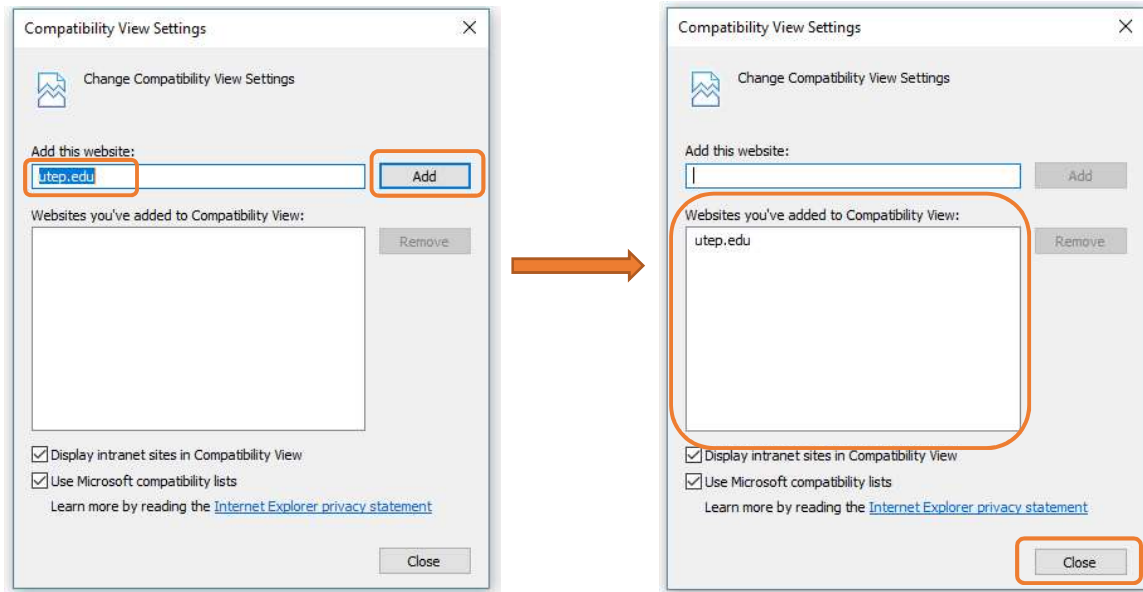 Compatibility View Settings
Change Compatibility View Settings
Add this website:
utep.edu
Add
Websites you've added to Compatibility View:
Remove
Display intranet sites in Compatibility View
Use Microsoft compatibility lists
Learn more by reading the Internet Explorer privacy statement
Close
Compatibility View Settings
Change Compatibility View Settings
Add this website:
Add
Websites you've added to Compatibility View:
utep.edu
Remove
Display intranet sites in Compatibility View
Use Microsoft compatibility lists
Learn more by reading the Internet Explorer privacy statement
Close